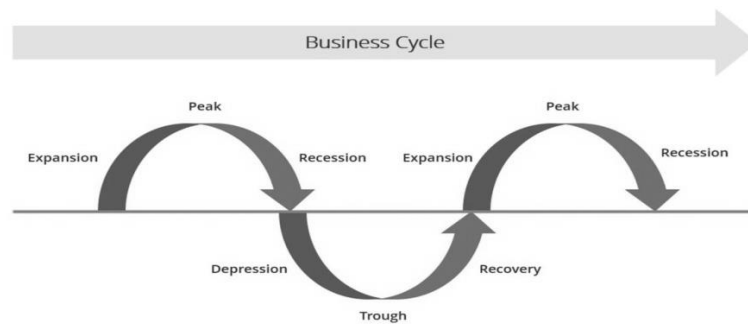 Business Cycle
Peak
Peak
Expansion
Recession
Expansion
Recession
Depression
Recovery
Trough